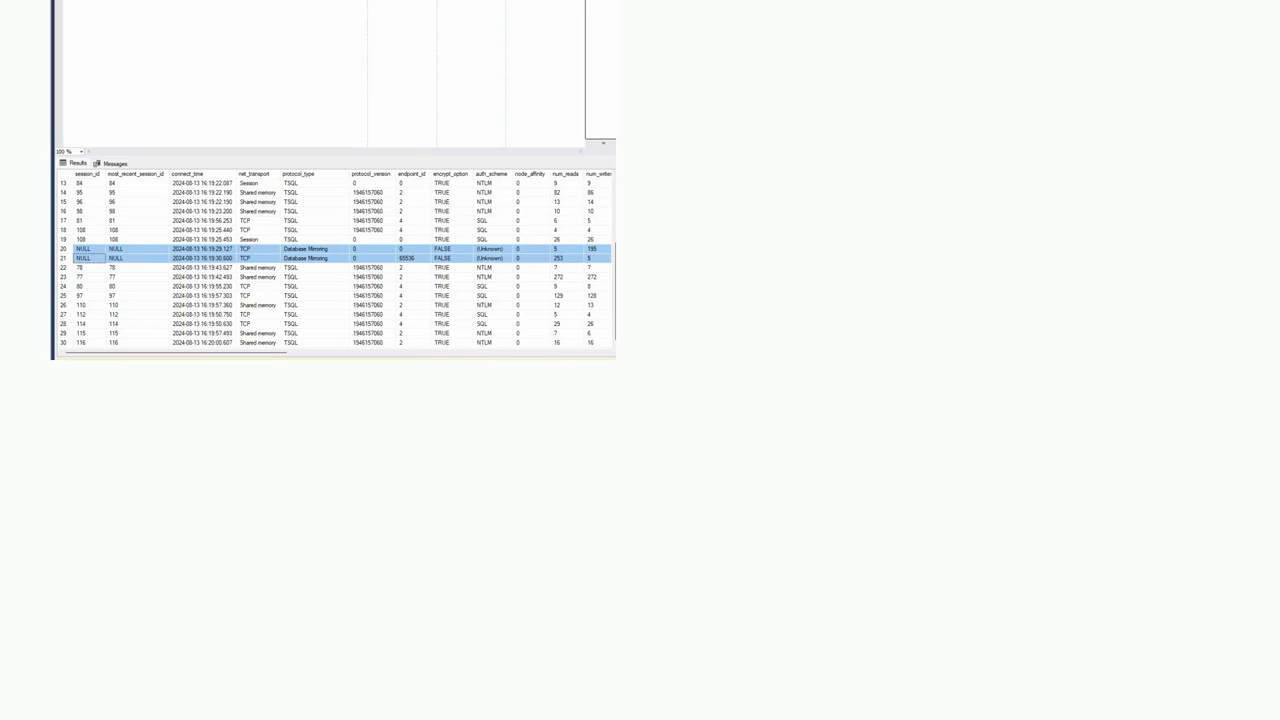 100 %
Results Messages
session_id most_recent_session_id connect_time net_transport protocol_type protocol_version endpoint_id encrypt_option auth_scheme node_affinity num_reads num_writes
13 84 84 2024-08-13 16:19:22.087 Session TSQL 0 0 TRUE NTLM 0 9 9
14 95 95 2024-08-13 16:19:22.190 Shared memory TSQL 1946157060 2 TRUE NTLM 0 82 86
15 96 96 2024-08-13 16:19:22.190 Shared memory TSQL 1946157060 2 TRUE NTLM 0 13 14
16 98 98 2024-08-13 16:19:23.200 Shared memory TSQL 1946157060 2 TRUE NTLM 0 10 10
17 81 81 2024-08-13 16:19:56.253 TCP TSQL 1946157060 4 TRUE SQL 0 6 5
18 108 108 2024-08-13 16:19:25.440 TCP TSQL 1946157060 4 TRUE SQL 0 4 4
19 108 108 2024-08-13 16:19:25.453 Session TSQL 0 0 TRUE SQL 0 26 26
20 NULL NULL 2024-08-13 16:19:29.127 TCP Database Mirroring 0 0 FALSE (Unknown) 0 5 195
21 NULL NULL 2024-08-13 16:19:30.600 TCP Database Mirroring 0 65536 FALSE (Unknown) 0 253 5
22 78 78 2024-08-13 16:19:43.627 Shared memory TSQL 1946157060 2 TRUE NTLM 0 7 7
23 77 77 2024-08-13 16:19:42.493 Shared memory TSQL 1946157060 2 TRUE NTLM 0 272 272
24 80 80 2024-08-13 16:19:55.230 TCP TSQL 1946157060 4 TRUE SQL 0 9 8
25 97 97 2024-08-13 16:19:57.303 TCP TSQL 1946157060 4 TRUE SQL 0 129 128
26 110 110 2024-08-13 16:19:57.360 Shared memory TSQL 1946157060 2 TRUE NTLM 0 12 13
27 112 112 2024-08-13 16:19:50.750 TCP TSQL 1946157060 4 TRUE SQL 0 5 4
28 114 114 2024-08-13 16:19:50.630 TCP TSQL 1946157060 4 TRUE SQL 0 29 26
29 115 115 2024-08-13 16:19:57.493 Shared memory TSQL 1946157060 2 TRUE NTLM 0 7 6
30 116 116 2024-08-13 16:20:00.607 Shared memory TSQL 1946157060 2 TRUE NTLM 0 16 16